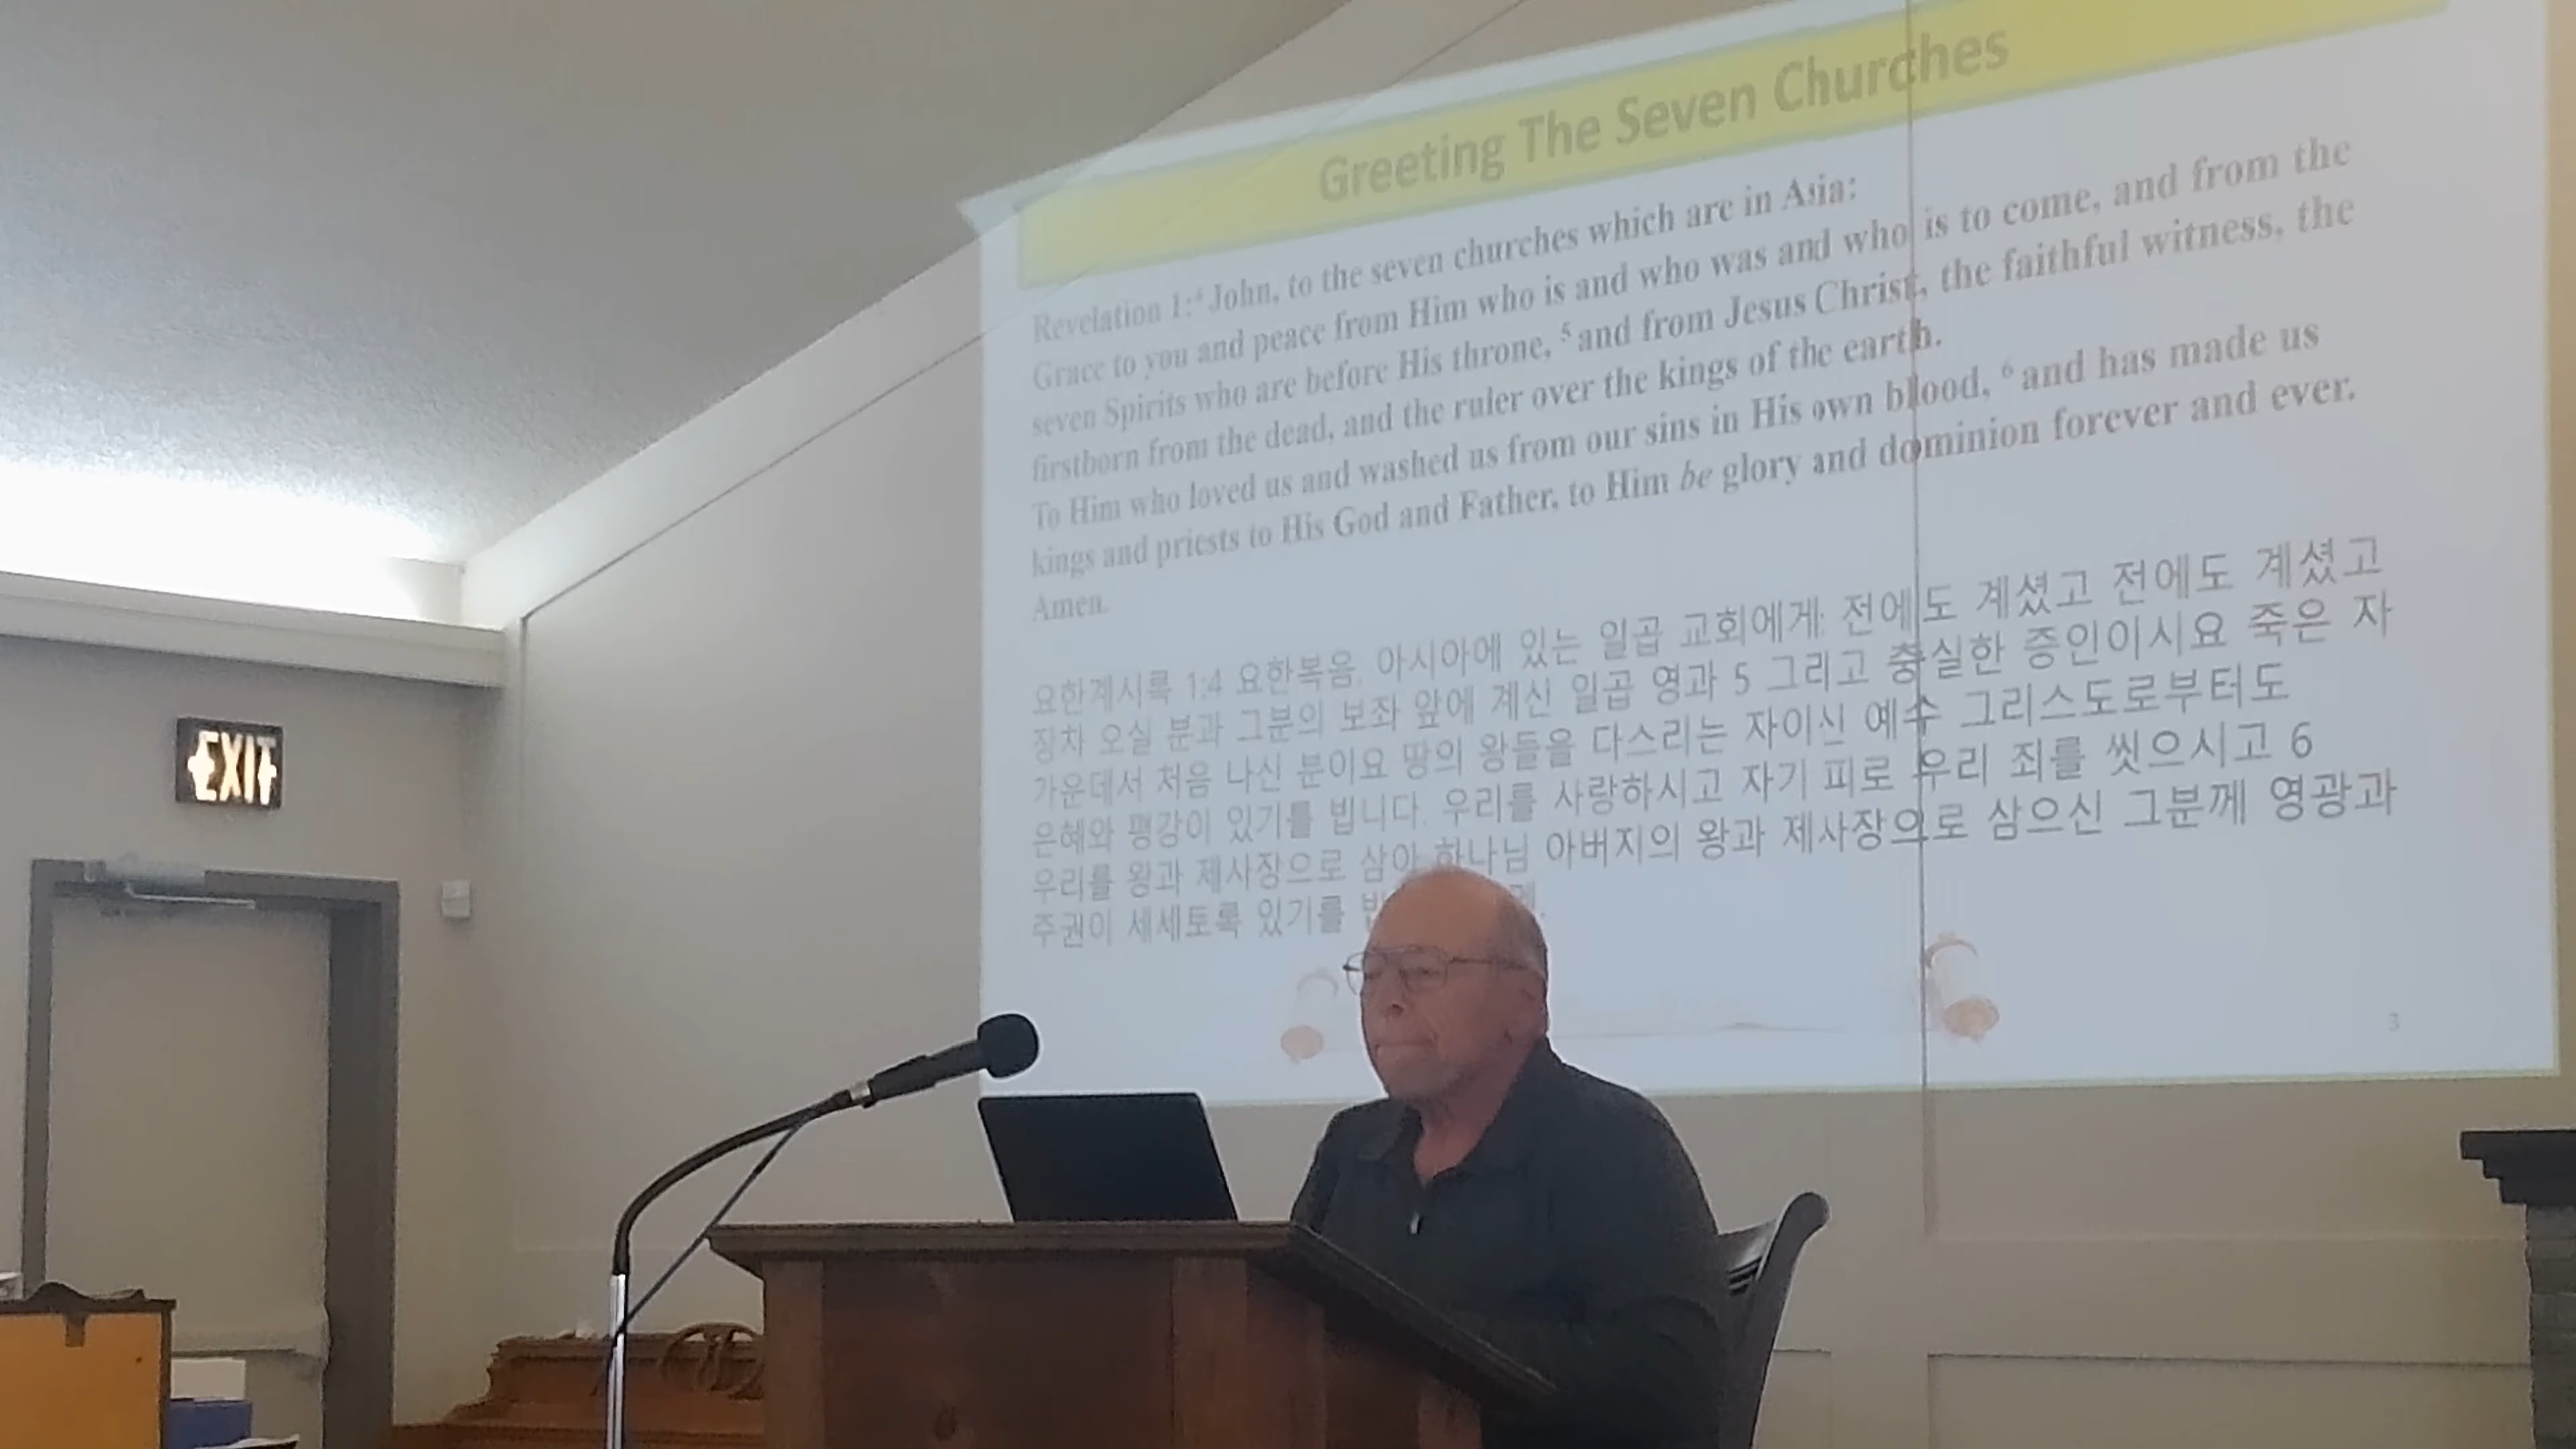 Greeting The Seven Churches
Revelation 1:4 John, to the seven churches which are in Asia:
Grace to you and peace from Him who is and who was and who is to come, and from the
seven Spirits who are before His throne, 5 and from Jesus Christ, the faithful witness, the
firstborn from the dead, and the ruler over the kings of the earth.
To Him who loved us and washed us from our sins in His own blood, 6 and has made us
kings and priests to His God and Father, to Him be glory and dominion forever and ever.
Amen.
요한계시록 1:4 요한복음, 아시아에 있는 일곱 교회에게: 전에도 계셨고 전에도 계셨고
장차 오실 분과 그분의 보좌 앞에 계신 일곱 영과 5 그리고 충실한 증인이시요 죽은 자
가운데서 처음 나신 분이요 땅의 왕들을 다스리는 자이신 예수 그리스도로부터도
은혜와 평강이 있기를 빕니다. 우리를 사랑하시고 자기 피로 우리 죄를 씻으시고 6
우리를 왕과 제사장으로 삼아 하나님 아버지의 왕과 제사장으로 삼으신 그분께 영광과
주권이 세세토록 있기를
3
EXIT